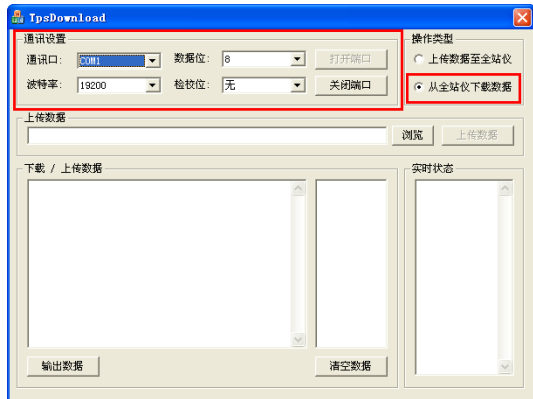 TpsDownload
通讯设置
操作类型
通讯口: COM1 数据位: 8 打开端口
上传数据至全站仪
波特率: 19200 检校位: 无 关闭端口
从全站仪下载数据
上传数据
浏览 上传数据
下载 / 上传数据
实时状态
输出数据 清空数据